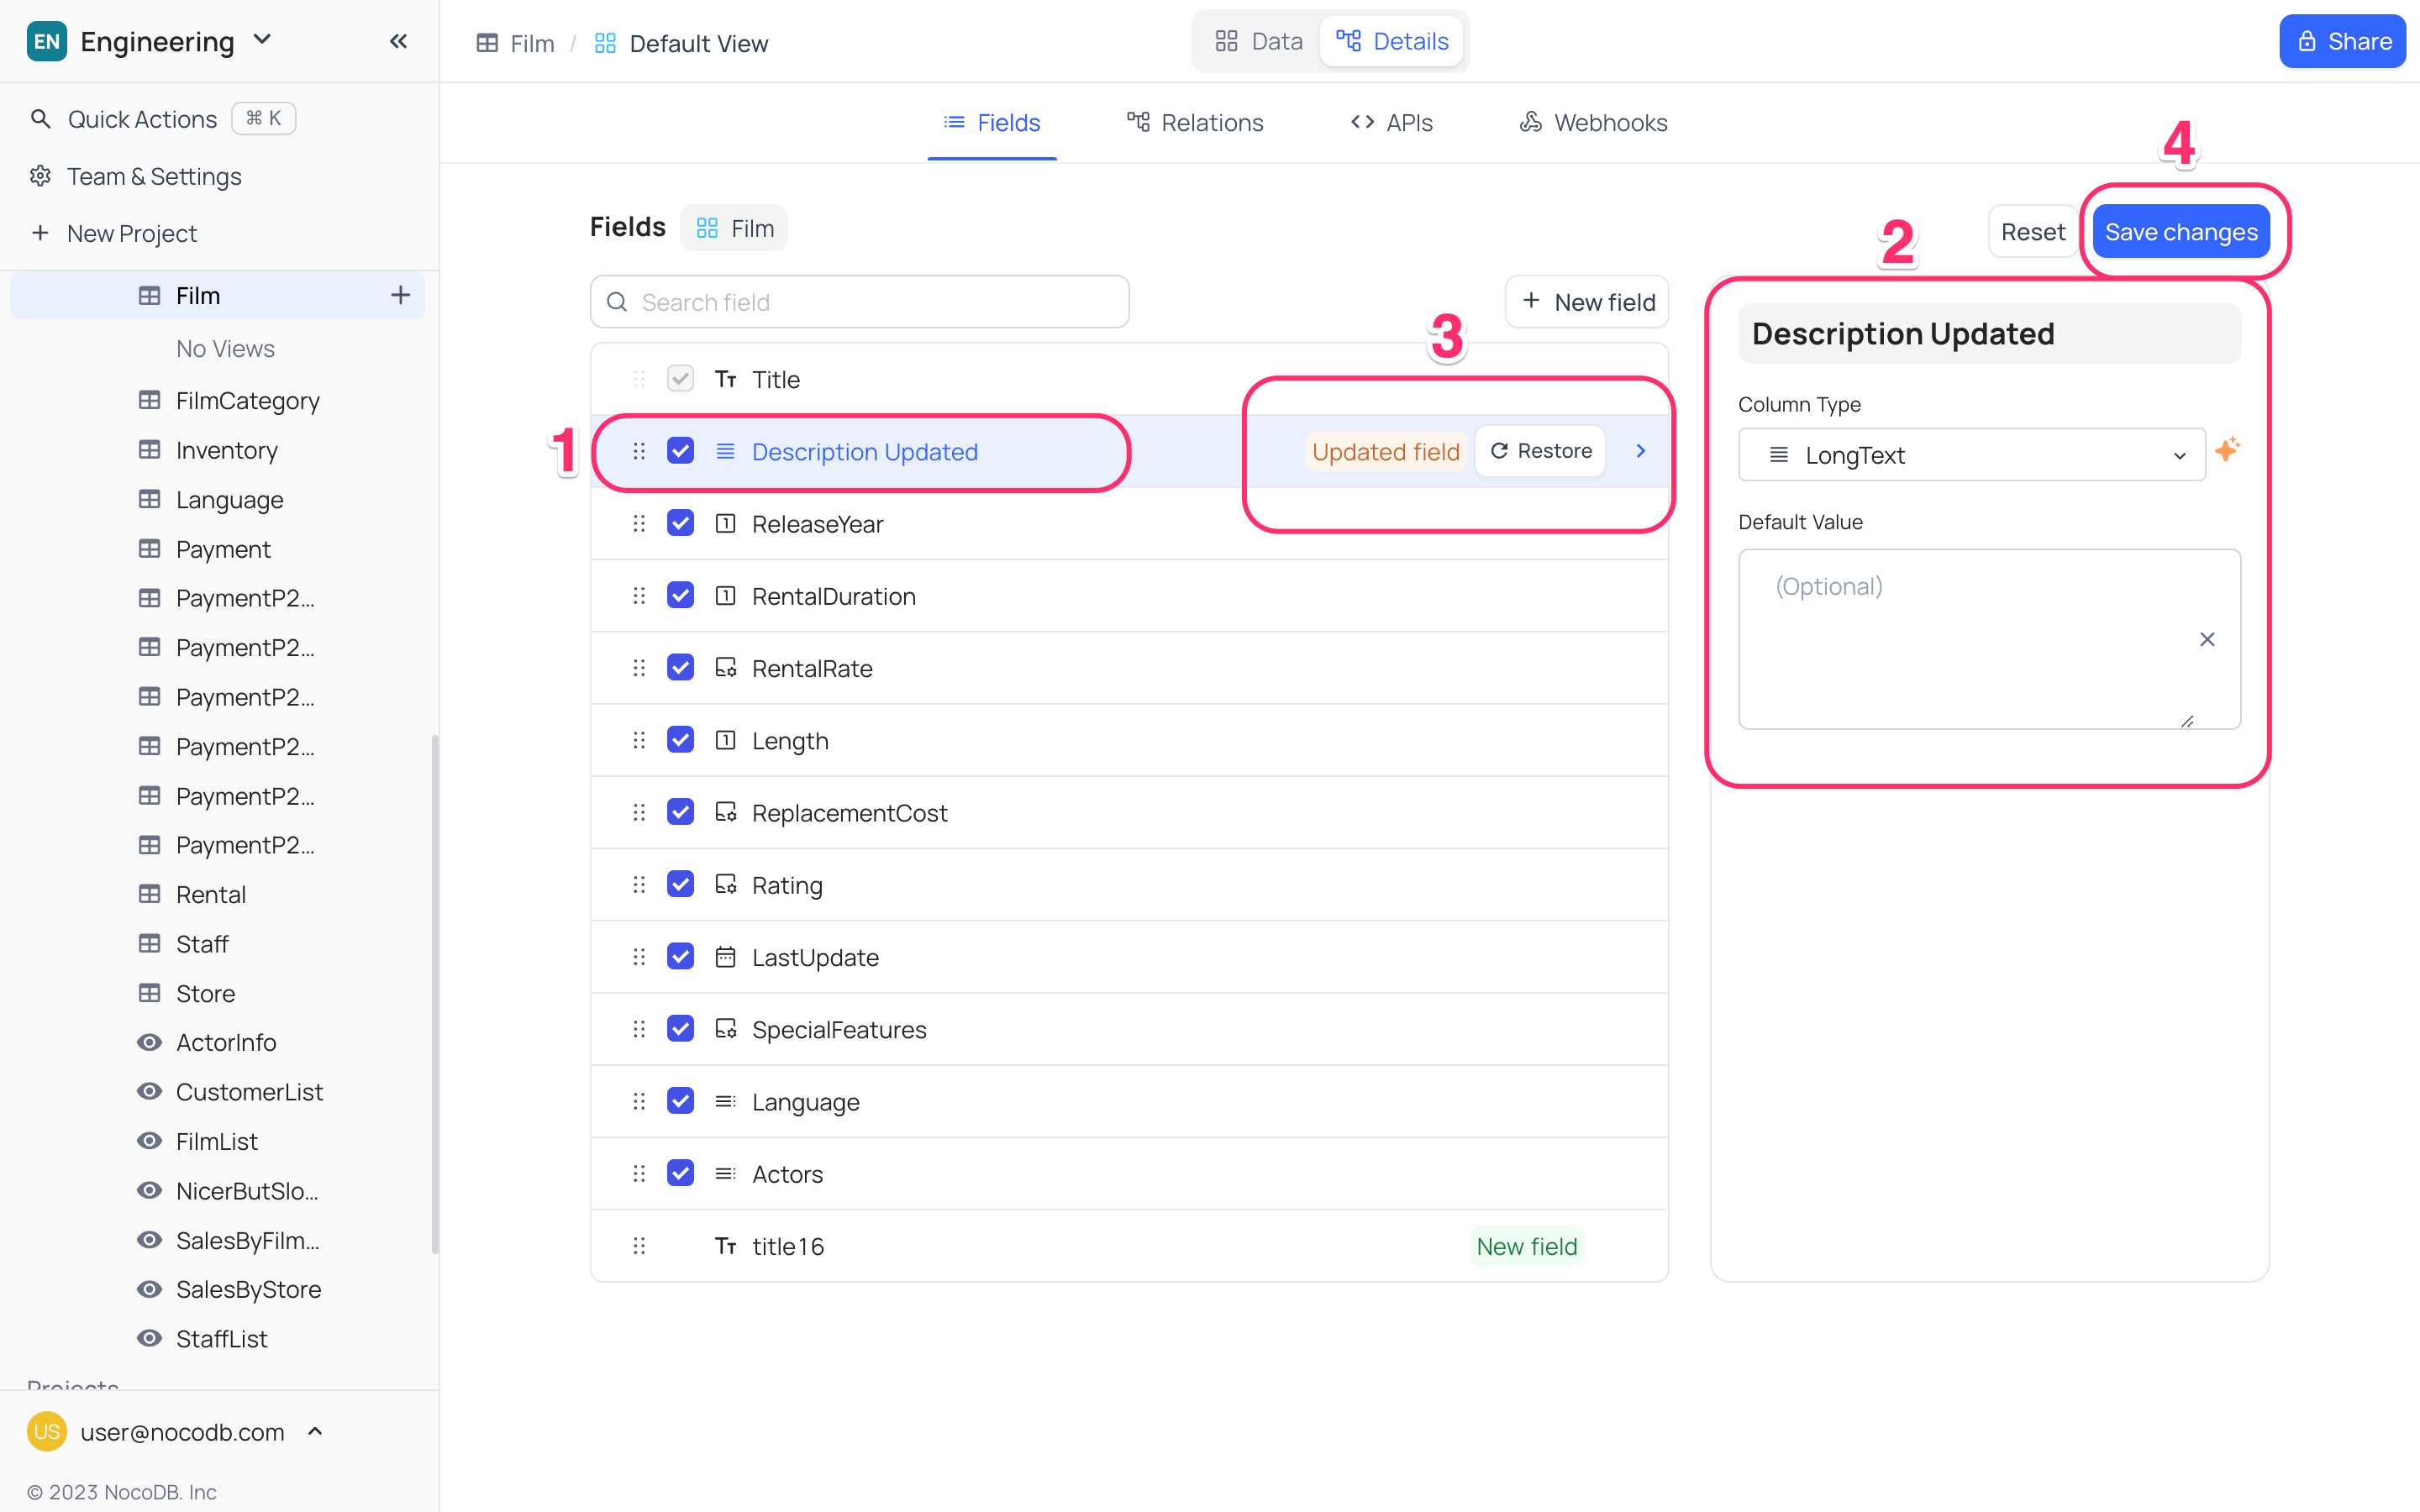 EN Engineering
Quick Actions ⌘ K
Team & Settings
New Project
Film
No Views
FilmCategory
Inventory
Language
Payment
PaymentP2...
PaymentP2...
PaymentP2...
PaymentP2...
PaymentP2...
PaymentP2...
Rental
Staff
Store
ActorInfo
CustomerList
FilmList
NicerButSlo...
SalesByFilm...
SalesByStore
StaffList
Projects
US user@nocodb.com
© 2023 NocoDB. Inc
Film / Default View
Data Details
Share
Fields Relations APIs Webhooks
4
Fields Film
2
Reset Save changes
Search field
New field
3
Title
1
Description Updated Updated field Restore
ReleaseYear
RentalDuration
RentalRate
Length
ReplacementCost
Rating
LastUpdate
SpecialFeatures
Language
Actors
title16 New field
Description Updated
Column Type
LongText
Default Value
(Optional)